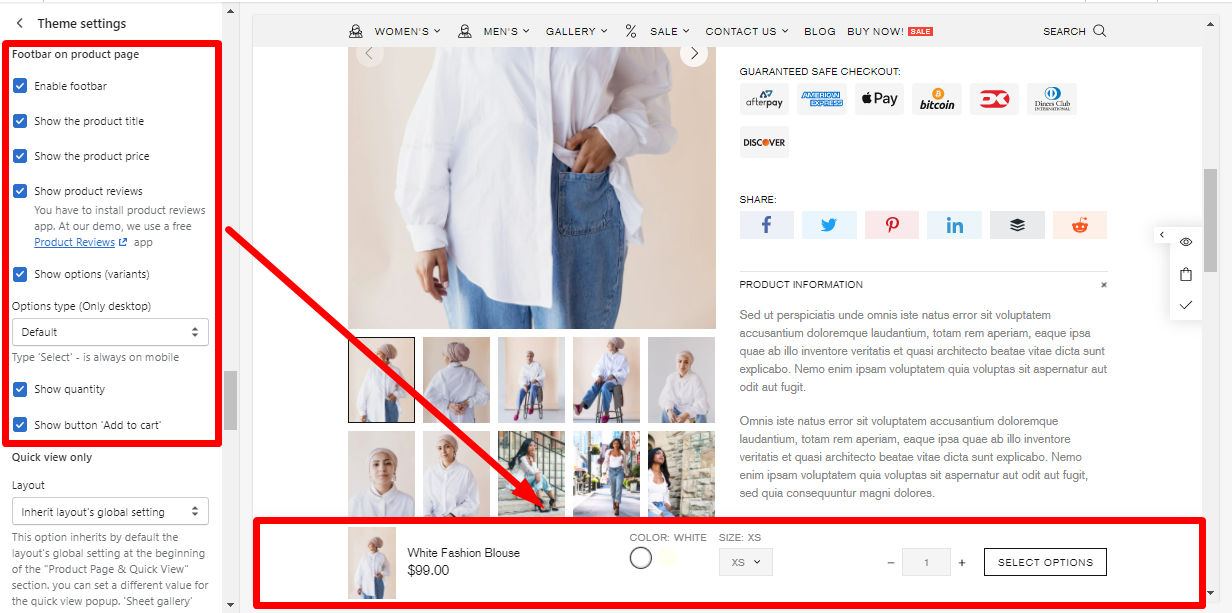 Theme settings
Footbar on product page
Enable footbar
Show the product title
Show the product price
Show product reviews
You have to install product reviews
app. At our demo, we use a free
Product Reviews app
Show options (variants)
Options type (Only desktop)
Default
Type 'Select' - is always on mobile
Show quantity
Show button 'Add to cart'
Quick view only
Layout
Inherit layout's global setting
This option inherits by default the
layout's global setting at the beginning
of the "Product Page & Quick View"
section. you can set a different value for
the quick view popup. 'Sheet gallery'
WOMEN'S MEN'S GALLERY % SALE CONTACT US BLOG BUY NOW! SALE SEARCH
GUARANTEED SAFE CHECKOUT:
afterpay AMERICAN EXPRESS Pay bitcoin Diners Club INTERNATIONAL
DISCOVER
SHARE:
PRODUCT INFORMATION
Sed ut perspiciatis unde omnis iste natus error sit voluptatem
accusantium doloremque laudantium, totam rem aperiam, eaque ipsa
quae ab illo inventore veritatis et quasi architecto beatae vitae dicta sunt
explicabo. Nemo enim ipsam voluptatem quia voluptas sit aspernatur aut
odit aut fugit.
Omnis iste natus error sit voluptatem accusantium doloremque
laudantium, totam rem aperiam, eaque ipsa quae ab illo inventore
veritatis et quasi architecto beatae vitae dicta sunt explicabo. Nemo
enim ipsam voluptatem quia voluptas sit aspernatur aut odit aut fugit,
sed quia consequuntur magni dolores.
White Fashion Blouse
$99.00
COLOR: WHITE
SIZE: XS
XS
− 1 +
SELECT OPTIONS